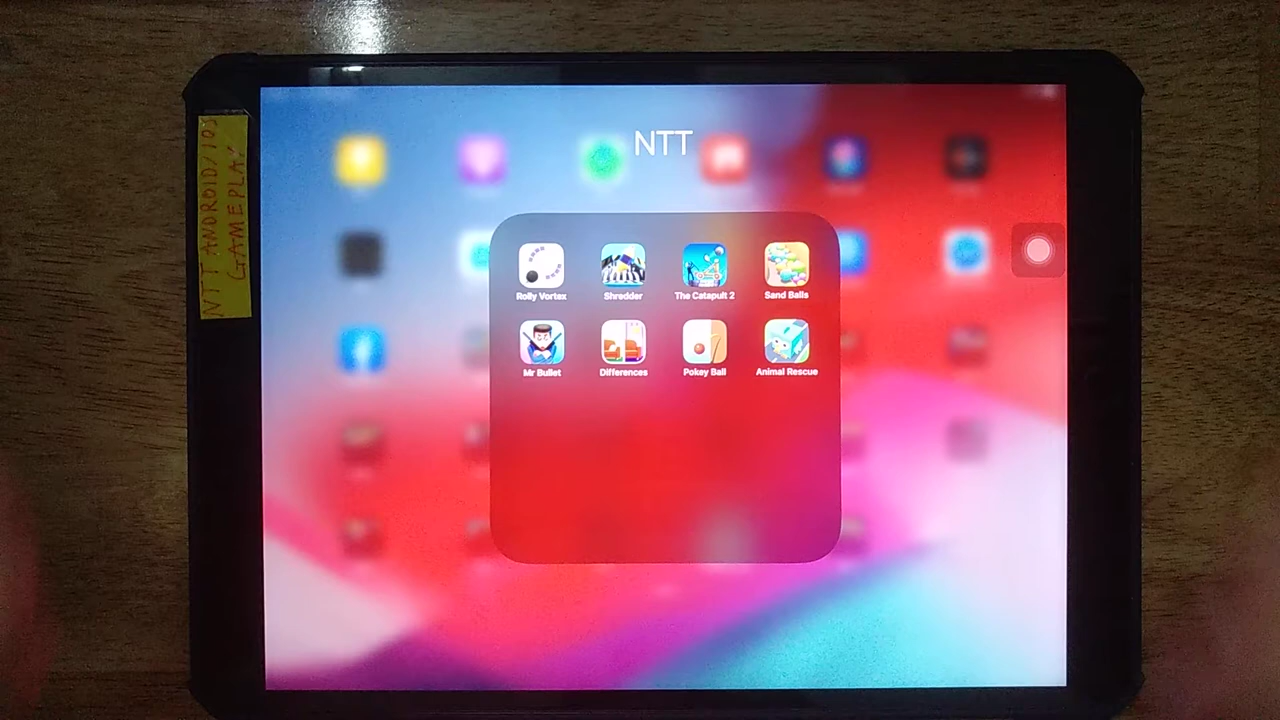 NTT ANDROID/IOS
GAMEPLAY
NTT
Rolly Vortex
Shredder
The Catapult 2
Sand Balls
Mr Bullet
Differences
Pokey Ball
Animal Rescue